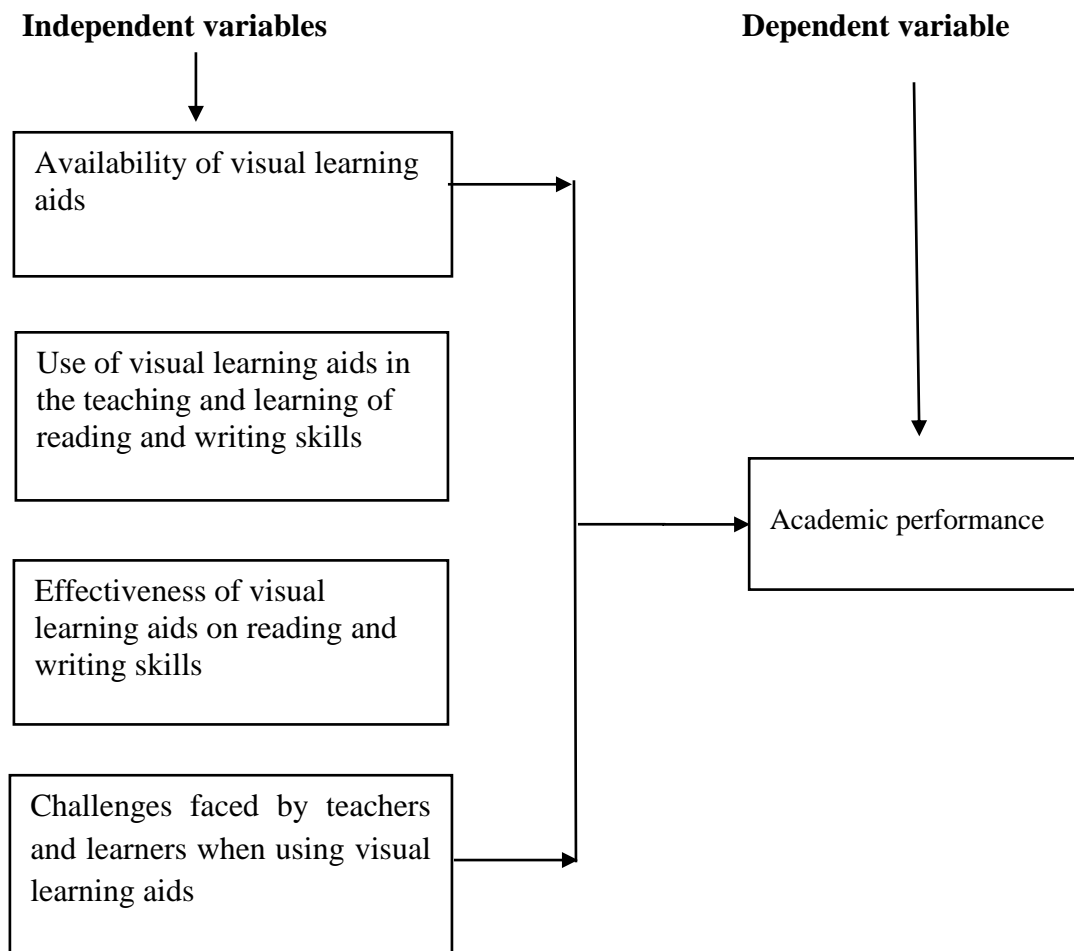 Independent variables
Dependent variable
Availability of visual learning
aids
Use of visual learning aids in
the teaching and learning of
reading and writing skills
Effectiveness of visual
learning aids on reading and
writing skills
Challenges faced by teachers
and learners when using visual
learning aids
Academic performance